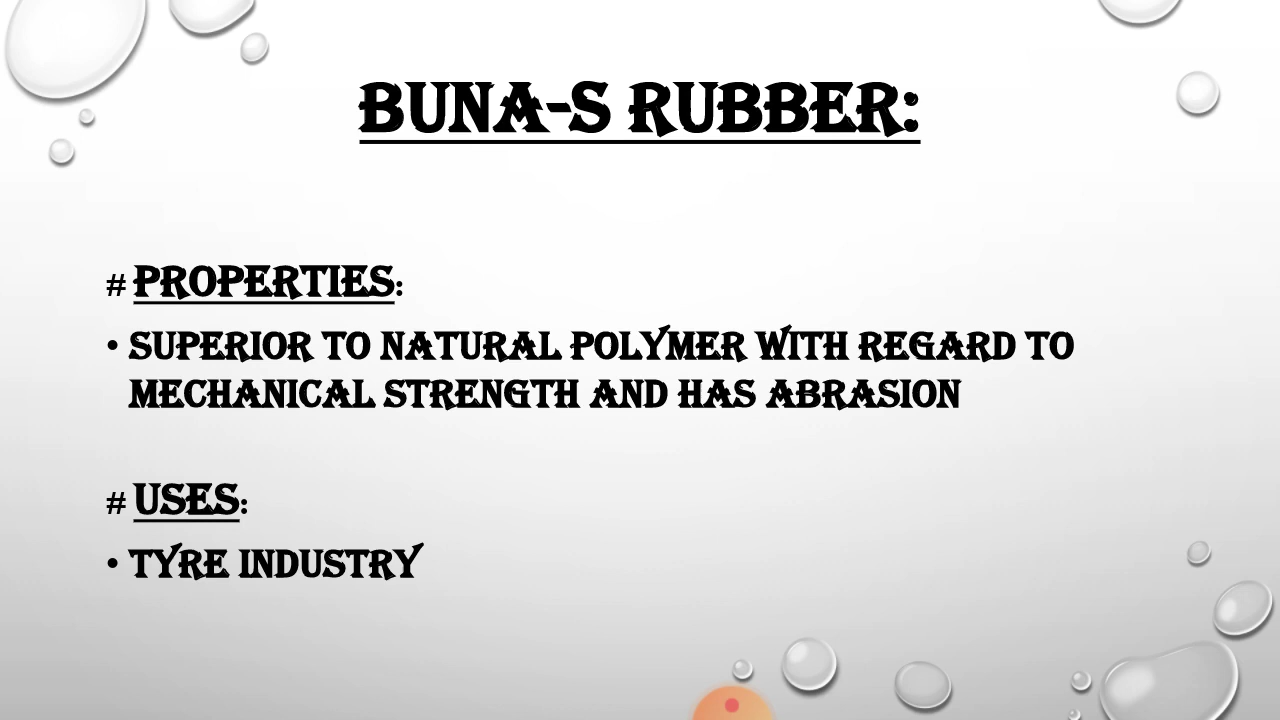 BUNA-S RUBBER:
# PROPERTIES:
• SUPERIOR TO NATURAL POLYMER WITH REGARD TO
MECHANICAL STRENGTH AND HAS ABRASION
# USES:
• TYRE INDUSTRY